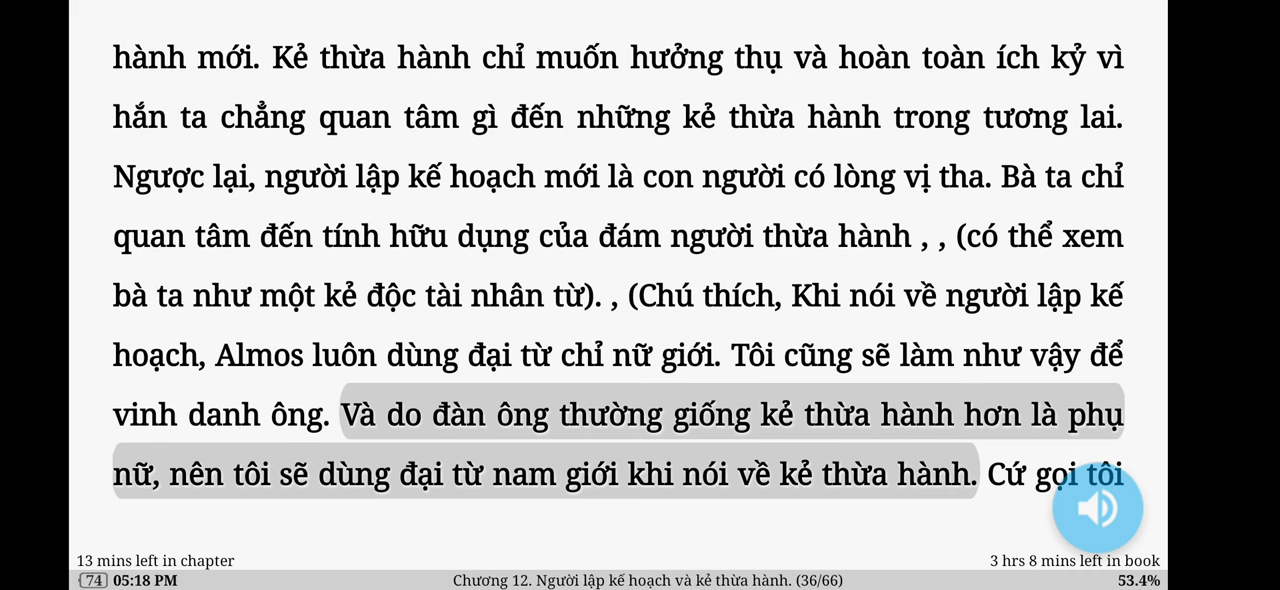 hành mới. Kẻ thừa hành chỉ muốn hưởng thụ và hoàn toàn ích kỷ vì
hắn ta chẳng quan tâm gì đến những kẻ thừa hành trong tương lai.
Ngược lại, người lập kế hoạch mới là con người có lòng vị tha. Bà ta chỉ
quan tâm đến tính hữu dụng của đám người thừa hành , , (có thể xem
bà ta như một kẻ độc tài nhân từ). , (Chú thích, Khi nói về người lập kế
hoạch, Almos luôn dùng đại từ chỉ nữ giới. Tôi cũng sẽ làm như vậy để
vinh danh ông. Và do đàn ông thường giống kẻ thừa hành hơn là phụ
nữ, nên tôi sẽ dùng đại từ nam giới khi nói về kẻ thừa hành. Cứ gọi tôi
13 mins left in chapter 3 hrs 8 mins left in book
74 05:18 PM Chương 12. Người lập kế hoạch và kẻ thừa hành. (36/66) 53.4%